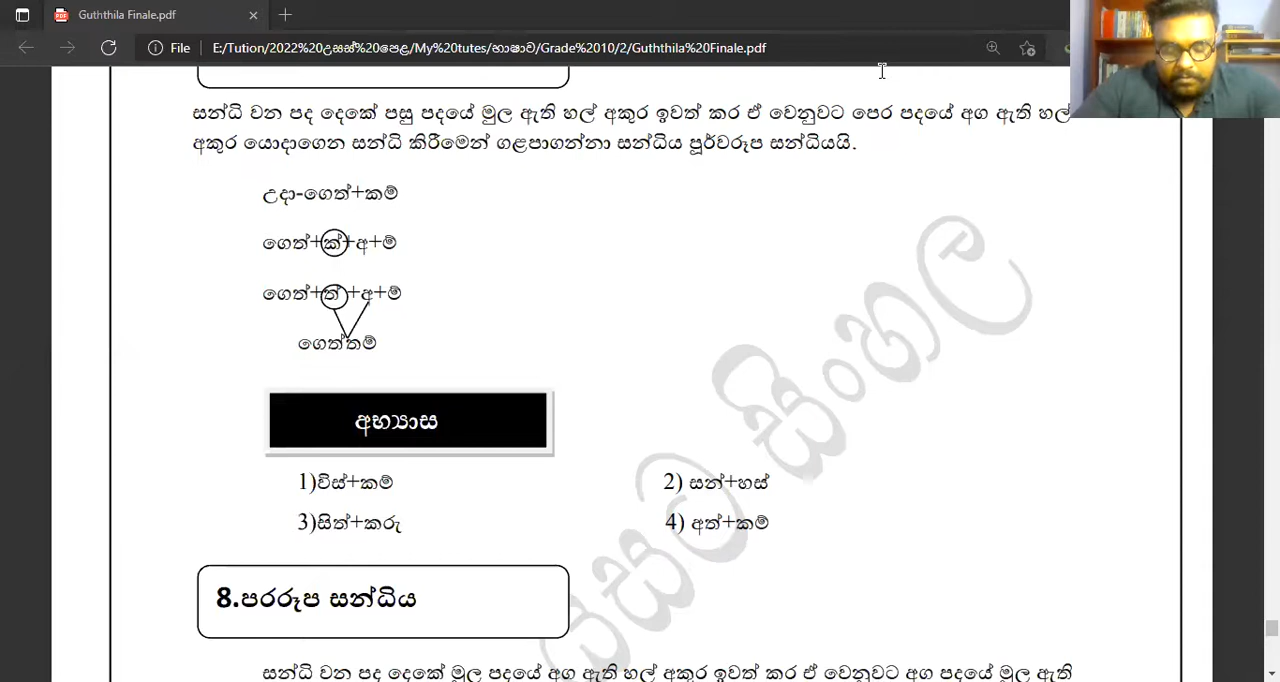 Guththila Finale.pdf
File E:/Tution/2022%20උසස්%20පෙළ/My%20tutes/භාෂාව/Grade%2010/2/Guththila%20Finale.pdf
සන්ධි වන පද දෙකේ පසු පදයේ මුල ඇති හල් අකුර ඉවත් කර ඒ වෙනුවට පෙර පදයේ අග ඇති හල්
අකුර යොදාගෙන සන්ධි කිරීමෙන් ගළපාගන්නා සන්ධිය පූර්වරූප සන්ධියයි.
උදා-ගෙත්+කම්
ගෙත්+ක්+අ+ම්
ගෙත්+ත්+අ+ම්
ගෙත්තම්
අභ්‍යාස
1)විස්+කම් 2) සන්+හස්
3)සිත්+කරු 4) අත්+කම්
8.පරරූප සන්ධිය
සන්ධි වන පද දෙකේ මුල පදයේ අග ඇති හල් අකුර ඉවත් කර ඒ වෙනුවට අග පදයේ මුල ඇති
සිංහල